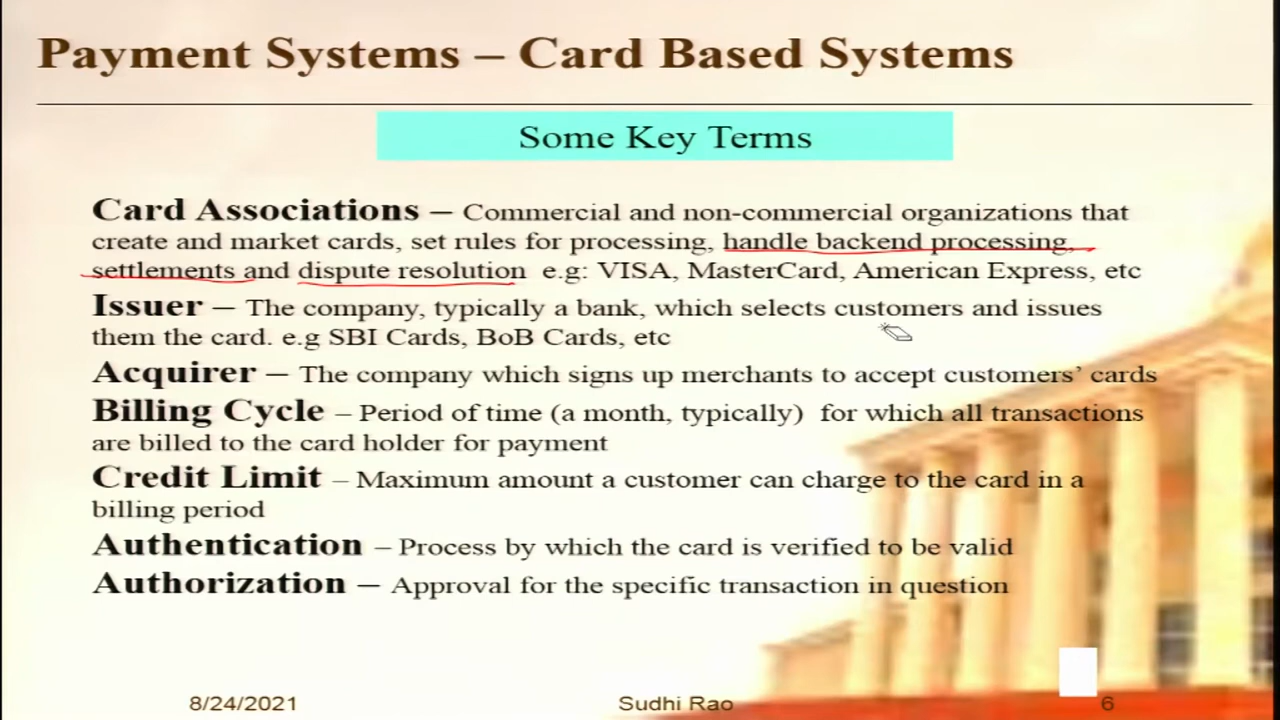 Payment Systems – Card Based Systems
Some Key Terms
Card Associations – Commercial and non-commercial organizations that
create and market cards, set rules for processing, handle backend processing,
settlements and dispute resolution e.g: VISA, MasterCard, American Express, etc
Issuer – The company, typically a bank, which selects customers and issues
them the card. e.g SBI Cards, BoB Cards, etc
Acquirer – The company which signs up merchants to accept customers' cards
Billing Cycle – Period of time (a month, typically) for which all transactions
are billed to the card holder for payment
Credit Limit – Maximum amount a customer can charge to the card in a
billing period
Authentication – Process by which the card is verified to be valid
Authorization – Approval for the specific transaction in question
8/24/2021 Sudhi Rao 6